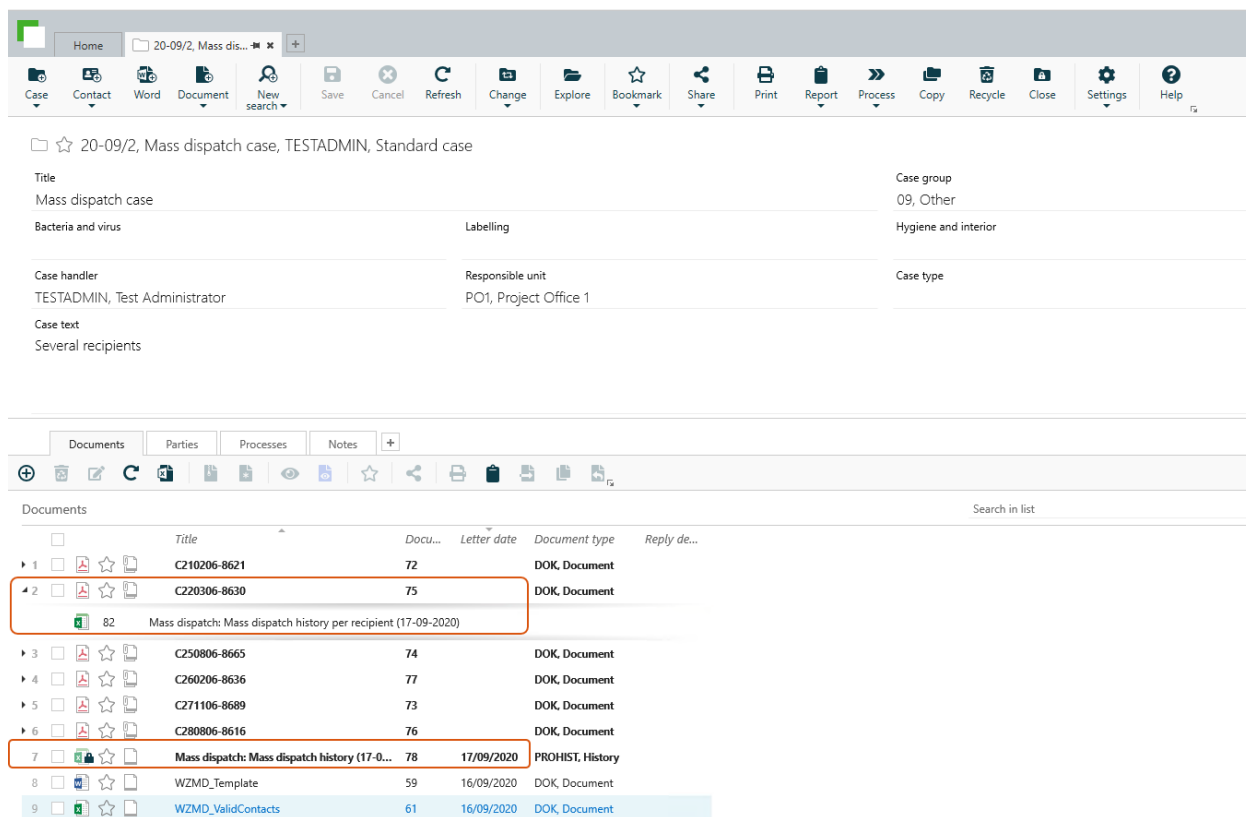 Home 20-09/2, Mass dis...
Case Contact Word Document New search Save Cancel Refresh Change Explore Bookmark Share Print Report Process Copy Recycle Close Settings Help
20-09/2, Mass dispatch case, TESTADMIN, Standard case
Title Case group
Mass dispatch case 09, Other
Bacteria and virus Labelling Hygiene and interior
Case handler Responsible unit Case type
TESTADMIN, Test Administrator PO1, Project Office 1
Case text
Several recipients
Documents Parties Processes Notes
Documents Search in list
Title Docu... Letter date Document type Reply de...
1 C210206-8621 72 DOK, Document
2 C220306-8630 75 DOK, Document
82 Mass dispatch: Mass dispatch history per recipient (17-09-2020)
3 C250806-8665 74 DOK, Document
4 C260206-8636 77 DOK, Document
5 C271106-8689 73 DOK, Document
6 C280806-8616 76 DOK, Document
7 Mass dispatch: Mass dispatch history (17-0... 78 17/09/2020 PROHIST, History
8 WZMD_Template 59 16/09/2020 DOK, Document
9 WZMD_ValidContacts 61 16/09/2020 DOK, Document